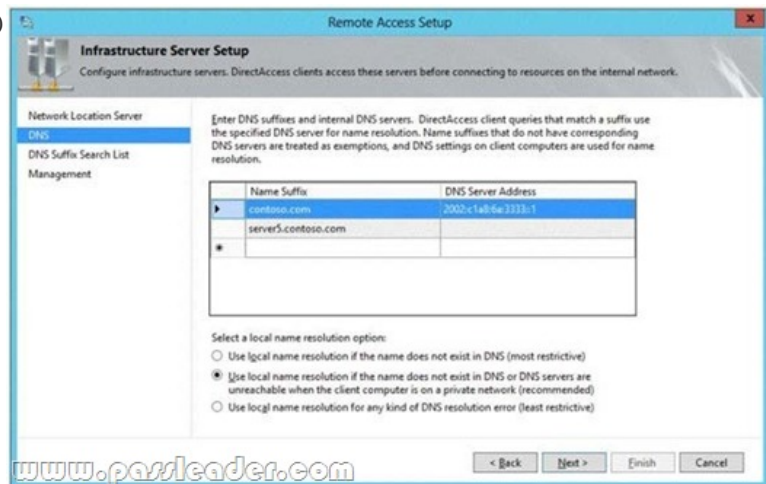 )
Remote Access Setup
x
Infrastructure Server Setup
Configure infrastructure servers. DirectAccess clients access these servers before connecting to resources on the internal network.
Network Location Server
DNS
DNS Suffix Search List
Management
Enter DNS suffixes and internal DNS servers. DirectAccess client queries that match a suffix use
the specified DNS server for name resolution. Name suffixes that do not have corresponding
DNS servers are treated as exemptions, and DNS settings on client computers are used for name
resolution.
Name Suffix DNS Server Address
contoso.com 2002:c1a8:6a:3333::1
server5.contoso.com
Select a local name resolution option:
Use local name resolution if the name does not exist in DNS (most restrictive)
Use local name resolution if the name does not exist in DNS or DNS servers are
unreachable when the client computer is on a private network (recommended)
Use local name resolution for any kind of DNS resolution error (least restrictive)
< Back Next > Finish Cancel
www.passleader.com